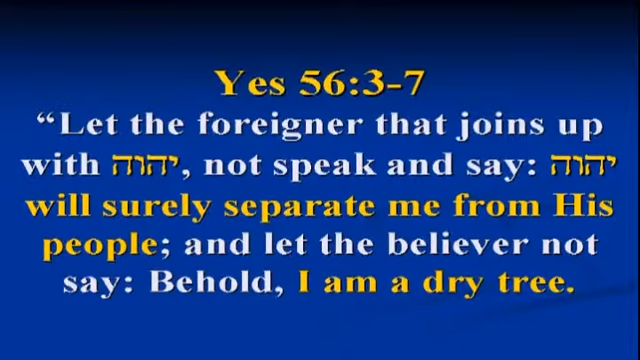 Yes 56:3-7
“Let the foreigner that joins up
with יהוה, not speak and say: יהוה
will surely separate me from His
people; and let the believer not
say: Behold, I am a dry tree.